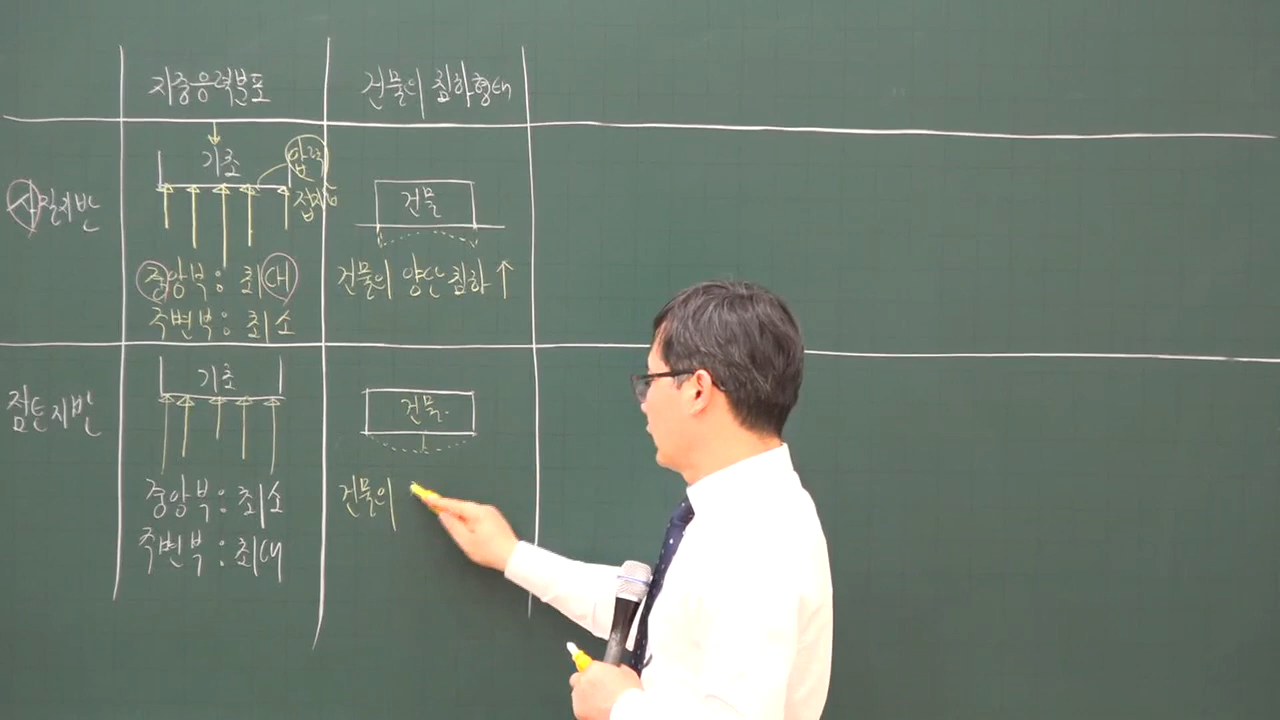 지중응력분포 건물의 침하형태
기초 압력
접지압
사질지반
건물
중앙부 : 최대
주변부 : 최소
건물의 양단 침하 ↑
점토지반
기초
건물
중앙부 : 최소
주변부 : 최대
건물의